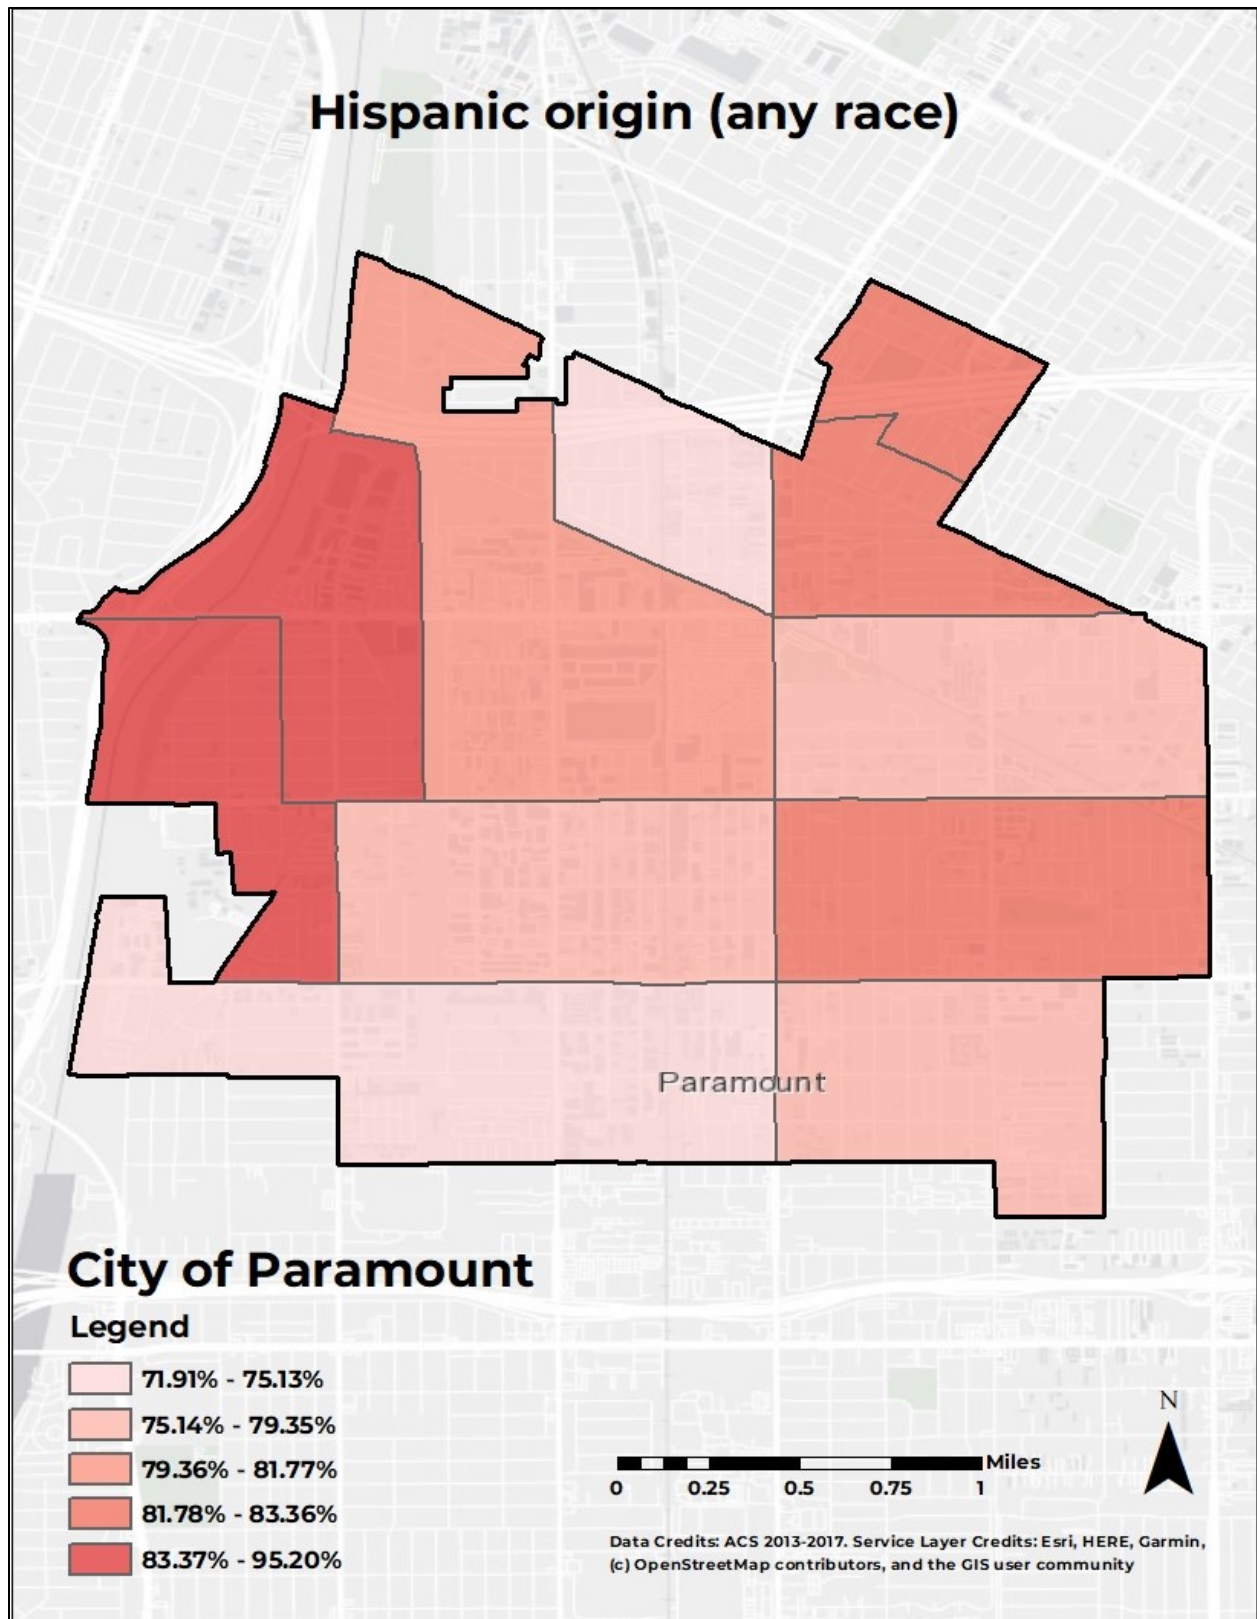 Hispanic origin (any race)
Paramount
City of Paramount
Legend
71.91% - 75.13%
75.14% - 79.35%
79.36% - 81.77%
81.78% - 83.36%
83.37% - 95.20%
N
Miles
0 0.25 0.5 0.75 1
Data Credits: ACS 2013-2017. Service Layer Credits: Esri, HERE, Garmin,
(c) OpenStreetMap contributors, and the GIS user community